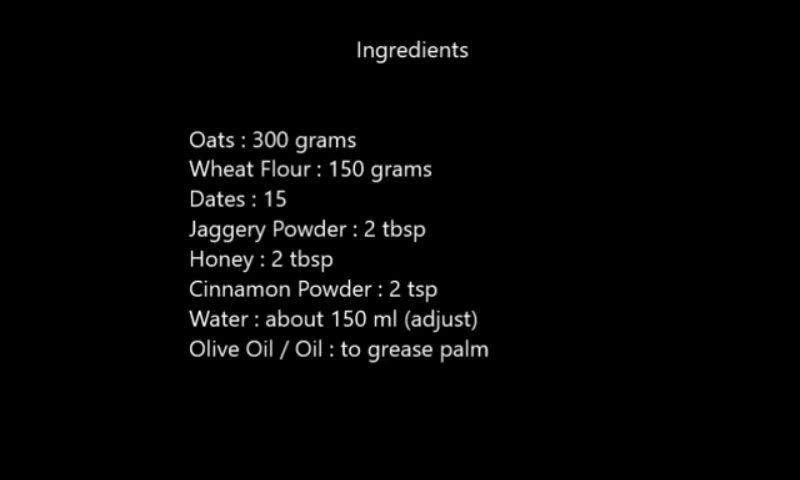 Ingredients
Oats : 300 grams
Wheat Flour : 150 grams
Dates : 15
Jaggery Powder : 2 tbsp
Honey : 2 tbsp
Cinnamon Powder : 2 tsp
Water : about 150 ml (adjust)
Olive Oil / Oil : to grease palm